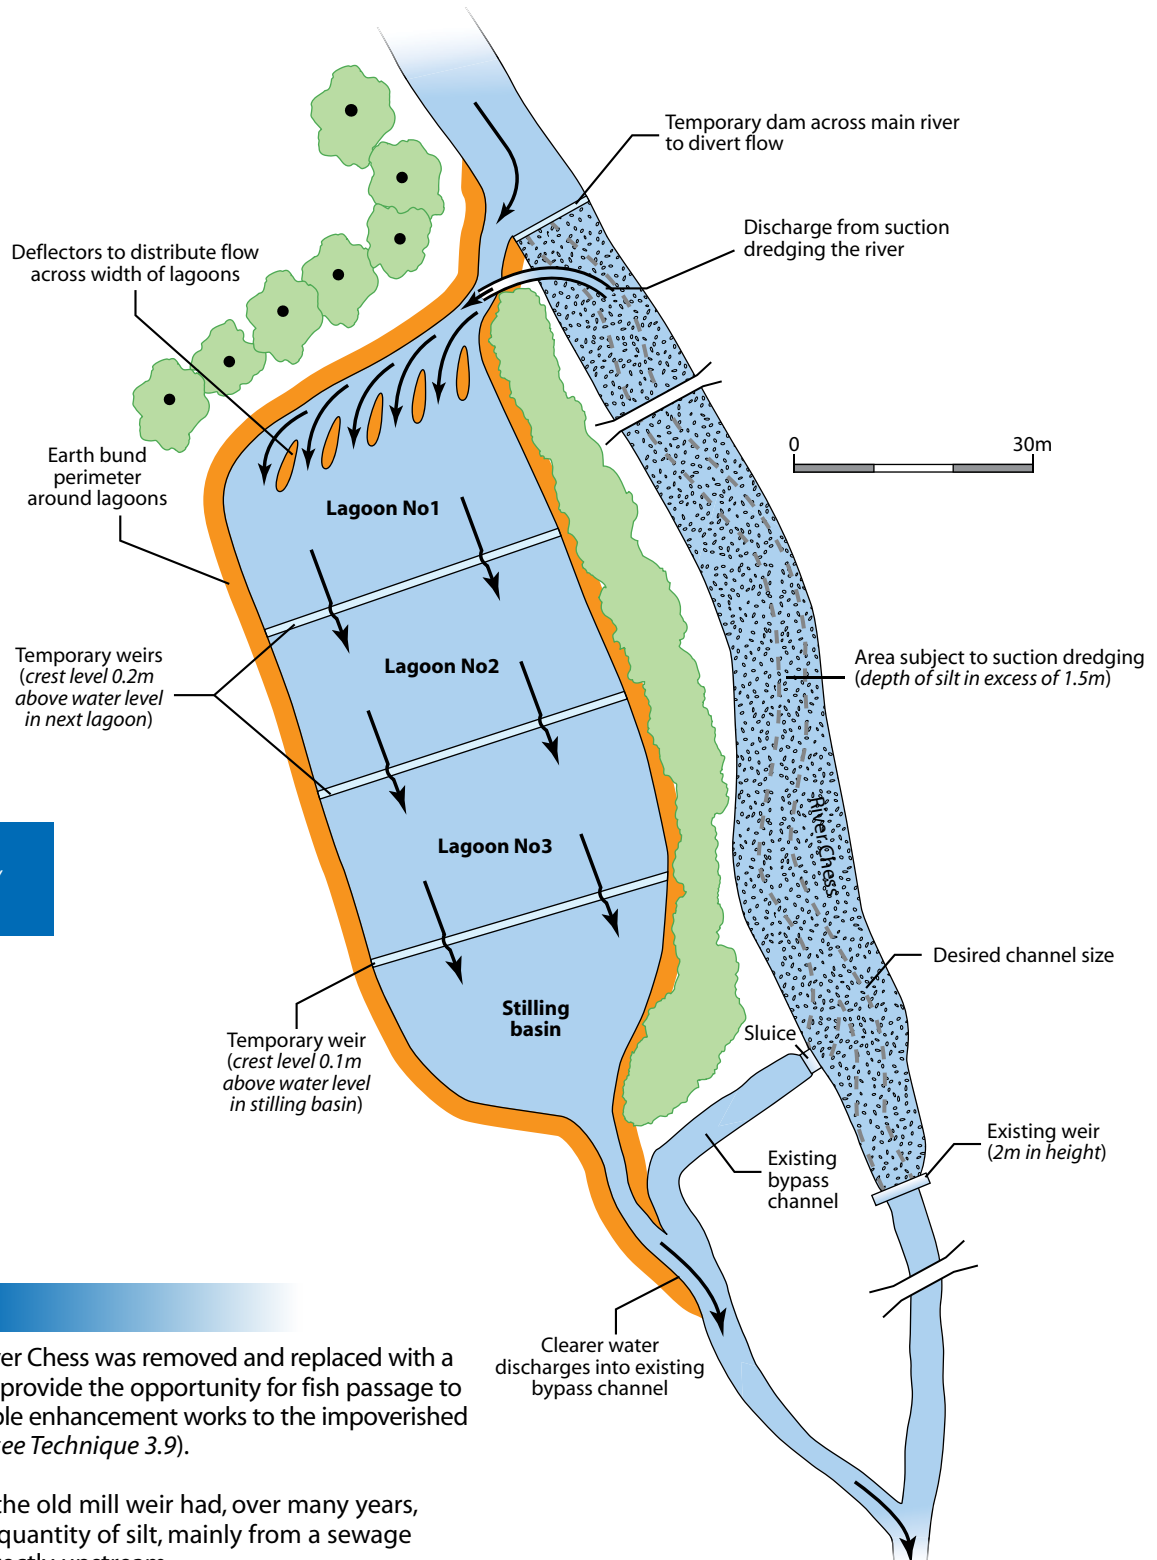 Temporary dam across main river
to divert flow
Discharge from suction
dredging the river
Deflectors to distribute flow
across width of lagoons
0 30m
Earth bund
perimeter
around lagoons
Lagoon No1
Temporary weirs
(crest level 0.2m
above water level
in next lagoon)
Lagoon No2
Area subject to suction dredging
(depth of silt in excess of 1.5m)
River Chess
Lagoon No3
Desired channel size
Stilling
basin
Sluice
Temporary weir
(crest level 0.1m
above water level
in stilling basin)
Existing weir
(2m in height)
Existing
bypass
channel
Clearer water
discharges into existing
bypass channel
er Chess was removed and replaced with a
provide the opportunity for fish passage to
ple enhancement works to the impoverished
ee Technique 3.9).
the old mill weir had, over many years,
quantity of silt, mainly from a sewage
rectly upstream